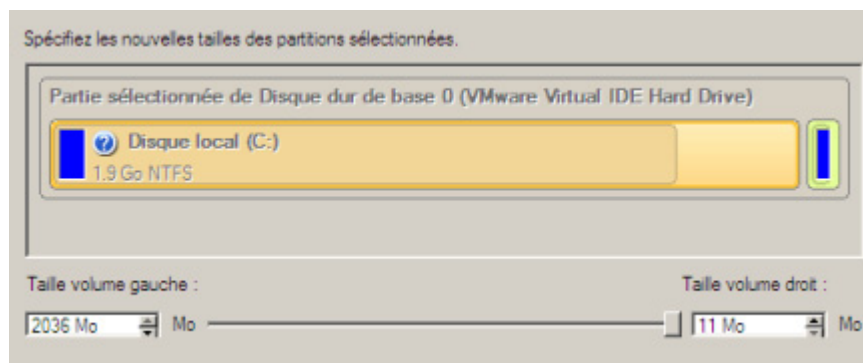 Spécifiez les nouvelles tailles des partitions sélectionnées.
Partie sélectionnée de Disque dur de base 0 (VMware Virtual IDE Hard Drive)
Disque local (C:)
1.9 Go NTFS
Taille volume gauche :
Taille volume droit :
2036 Mo Mo 11 Mo Mo